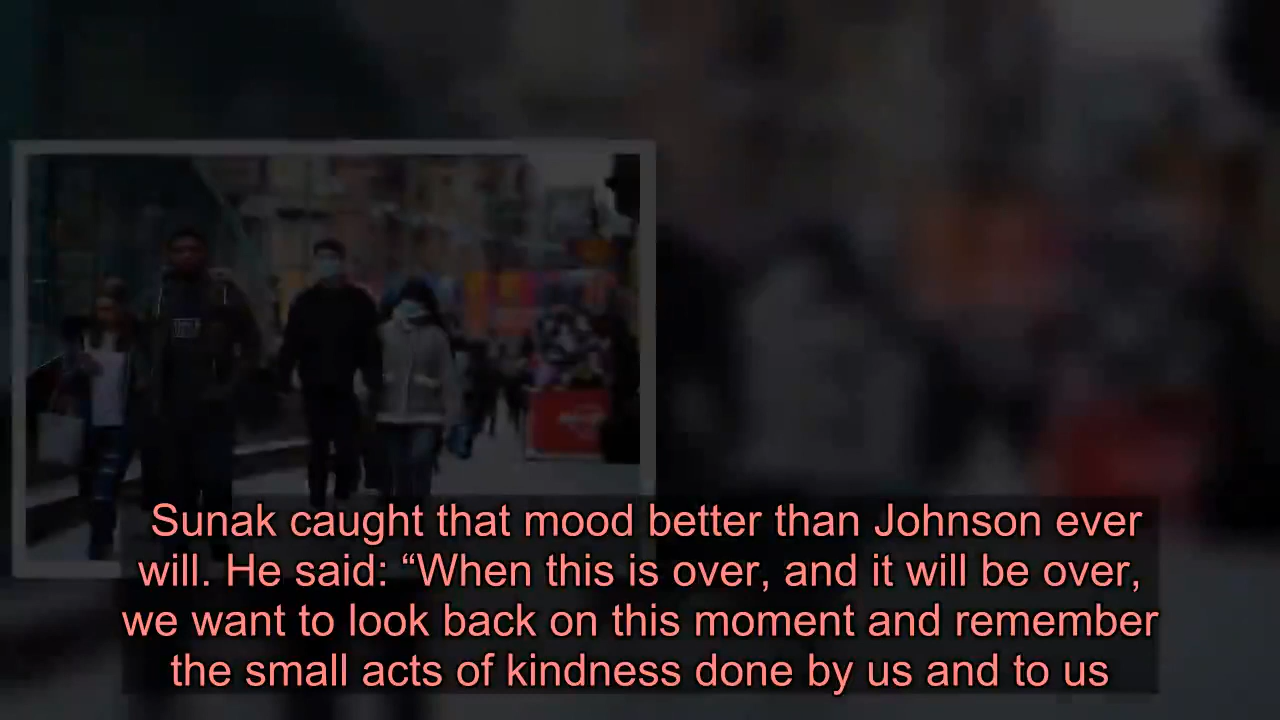 Sunak caught that mood better than Johnson ever
will. He said: “When this is over, and it will be over,
we want to look back on this moment and remember
the small acts of kindness done by us and to us